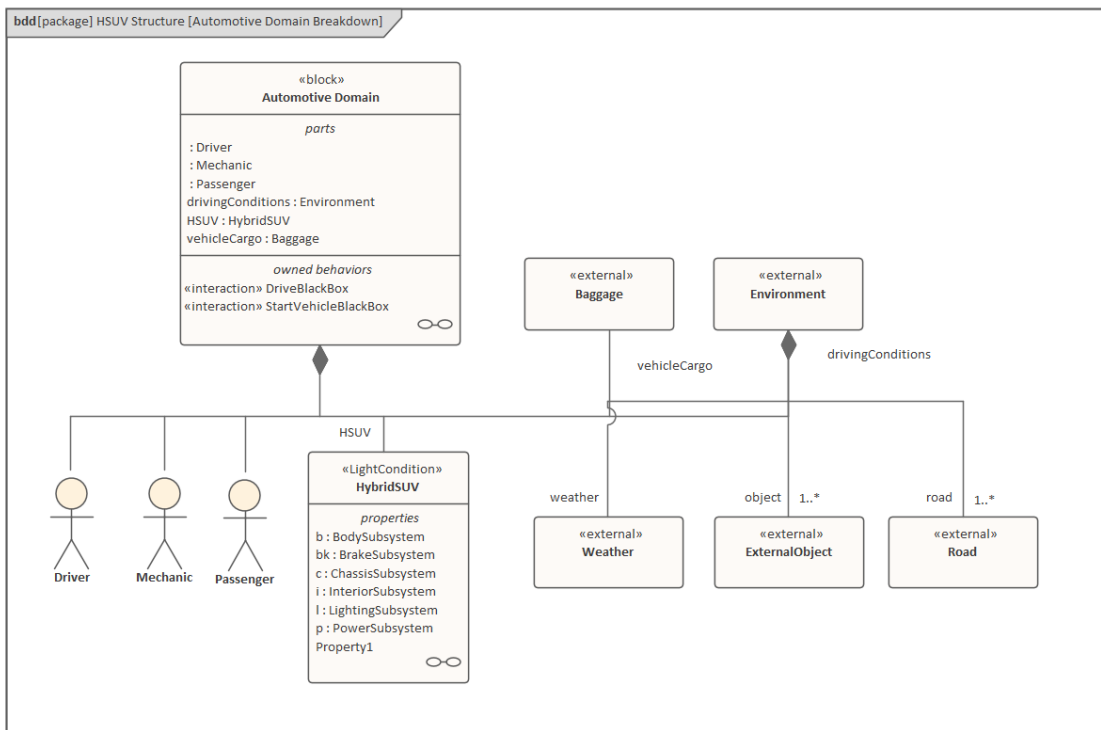 bdd[package] HSUV Structure [Automotive Domain Breakdown]
«block»
Automotive Domain
parts
: Driver
: Mechanic
: Passenger
drivingConditions : Environment
HSUV : HybridSUV
vehicleCargo : Baggage
owned behaviors
«interaction» DriveBlackBox
«interaction» StartVehicleBlackBox
«external»
Baggage
«external»
Environment
vehicleCargo
drivingConditions
HSUV
«LightCondition»
HybridSUV
properties
b : BodySubsystem
bk : BrakeSubsystem
c : ChassisSubsystem
i : InteriorSubsystem
l : LightingSubsystem
p : PowerSubsystem
Property1
Driver
Mechanic
Passenger
weather
object
1..*
road
1..*
«external»
Weather
«external»
ExternalObject
«external»
Road